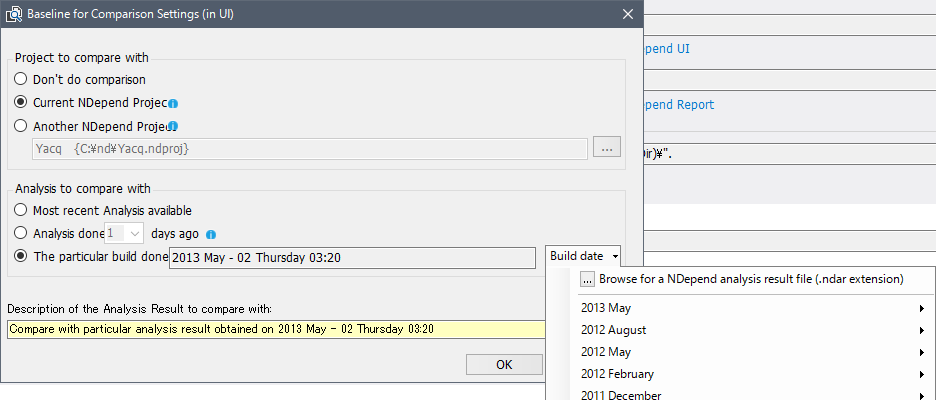 Baseline for Comparison Settings (in UI)
Project to compare with
Don't do comparison
Current NDepend Projec
Another NDepend Project
Yacq {C:¥nd¥Yacq.ndproj}
...
Analysis to compare with
Most recent Analysis available
Analysis done 1 days ago
The particular build done 2013 May - 02 Thursday 03:20
Build date
Description of the Analysis Result to compare with:
Compare with particular analysis result obtained on 2013 May - 02 Thursday 03:20
OK
... Browse for a NDepend analysis result file (.ndar extension)
2013 May
2012 August
2012 May
2012 February
2011 December
epend UI
epend Report
Dir)¥".